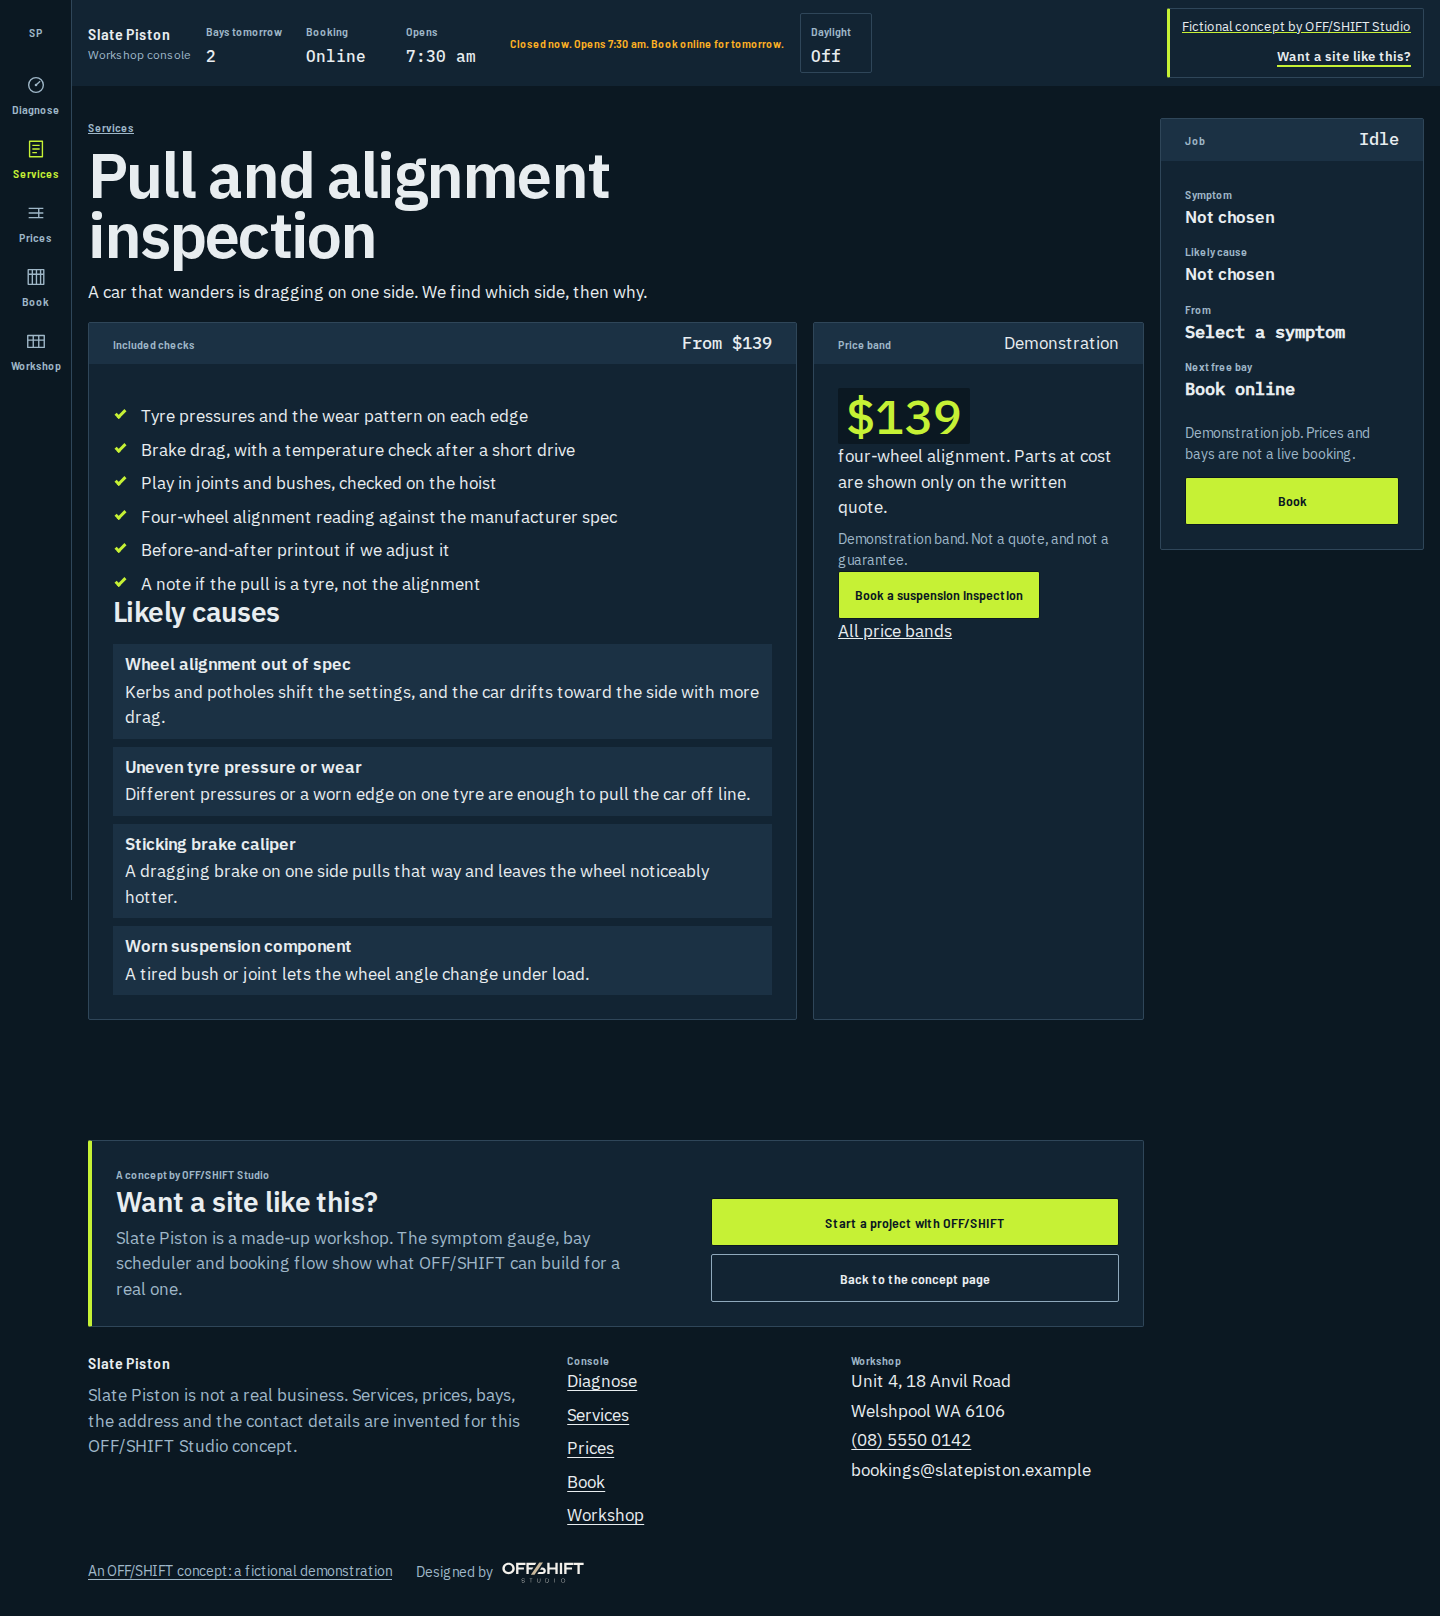 SP
Diagnose
Services
Prices
Book
Workshop
Slate Piston
Workshop console
Bays tomorrow
2
Booking
Online
Opens
7:30 am
Closed now. Opens 7:30 am. Book online for tomorrow.
Daylight
Off
Fictional concept by OFF/SHIFT Studio
Want a site like this?
Services
Pull and alignment
inspection
A car that wanders is dragging on one side. We find which side, then why.
Included checks
From $139
Tyre pressures and the wear pattern on each edge
Brake drag, with a temperature check after a short drive
Play in joints and bushes, checked on the hoist
Four-wheel alignment reading against the manufacturer spec
Before-and-after printout if we adjust it
A note if the pull is a tyre, not the alignment
Likely causes
Wheel alignment out of spec
Kerbs and potholes shift the settings, and the car drifts toward the side with more
drag.
Uneven tyre pressure or wear
Different pressures or a worn edge on one tyre are enough to pull the car off line.
Sticking brake caliper
A dragging brake on one side pulls that way and leaves the wheel noticeably
hotter.
Worn suspension component
A tired bush or joint lets the wheel angle change under load.
Price band
Demonstration
$139
four-wheel alignment. Parts at cost
are shown only on the written
quote.
Demonstration band. Not a quote, and not a
guarantee.
Book a suspension inspection
All price bands
Job
Idle
Symptom
Not chosen
Likely cause
Not chosen
From
Select a symptom
Next free bay
Book online
Demonstration job. Prices and
bays are not a live booking.
Book
A concept by OFF/SHIFT Studio
Want a site like this?
Slate Piston is a made-up workshop. The symptom gauge, bay
scheduler and booking flow show what OFF/SHIFT can build for a
real one.
Start a project with OFF/SHIFT
Back to the concept page
Slate Piston
Slate Piston is not a real business. Services, prices, bays,
the address and the contact details are invented for this
OFF/SHIFT Studio concept.
Console
Diagnose
Services
Prices
Book
Workshop
Workshop
Unit 4, 18 Anvil Road
Welshpool WA 6106
(08) 5550 0142
bookings@slatepiston.example
An OFF/SHIFT concept: a fictional demonstration
Designed by
OFF/SHIFT
STUDIO